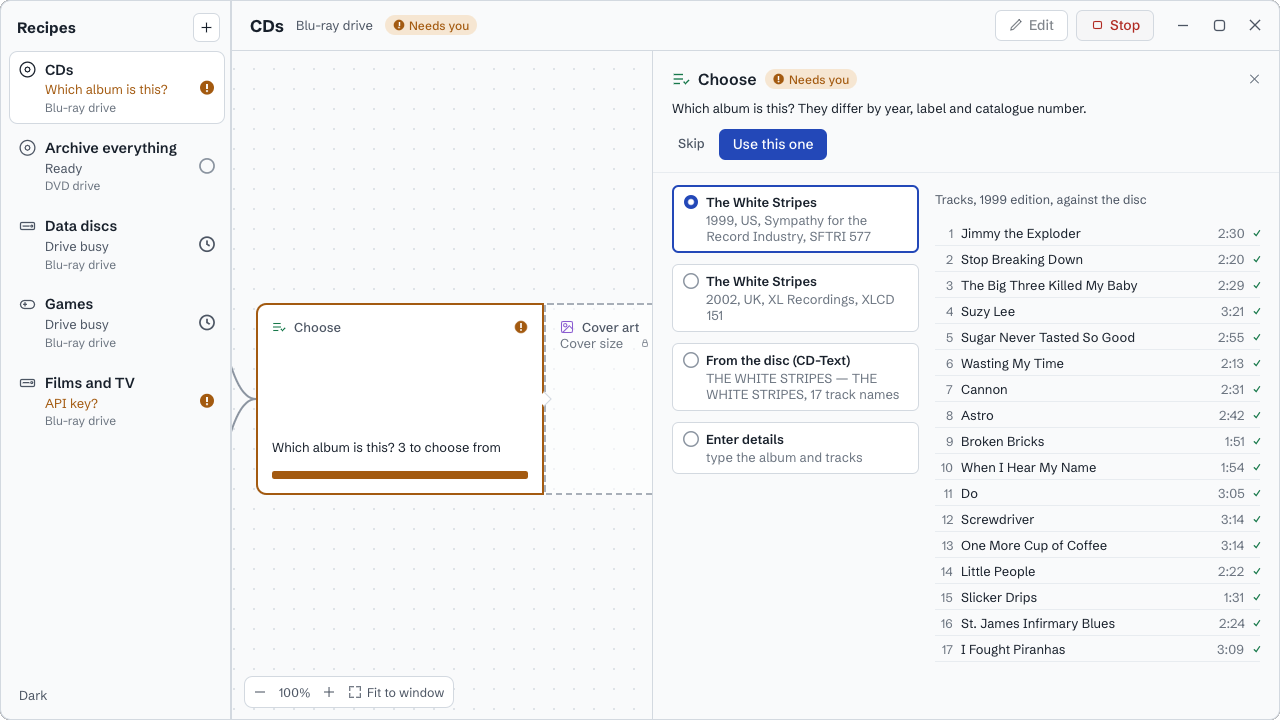 Recipes
CDs
Which album is this?
Blu-ray drive
Archive everything
Ready
DVD drive
Data discs
Drive busy
Blu-ray drive
Games
Drive busy
Blu-ray drive
Films and TV
API key?
Blu-ray drive
Dark
CDs Blu-ray drive Needs you
Edit
Stop
Choose
Which album is this? 3 to choose from
Cover art
Cover size
100%
Fit to window
Choose Needs you
Which album is this? They differ by year, label and catalogue number.
Skip
Use this one
The White Stripes
1999, US, Sympathy for the
Record Industry, SFTRI 577
The White Stripes
2002, UK, XL Recordings, XLCD
151
From the disc (CD-Text)
THE WHITE STRIPES — THE
WHITE STRIPES, 17 track names
Enter details
type the album and tracks
Tracks, 1999 edition, against the disc
1 Jimmy the Exploder 2:30
2 Stop Breaking Down 2:20
3 The Big Three Killed My Baby 2:29
4 Suzy Lee 3:21
5 Sugar Never Tasted So Good 2:55
6 Wasting My Time 2:13
7 Cannon 2:31
8 Astro 2:42
9 Broken Bricks 1:51
10 When I Hear My Name 1:54
11 Do 3:05
12 Screwdriver 3:14
13 One More Cup of Coffee 3:14
14 Little People 2:22
15 Slicker Drips 1:31
16 St. James Infirmary Blues 2:24
17 I Fought Piranhas 3:09